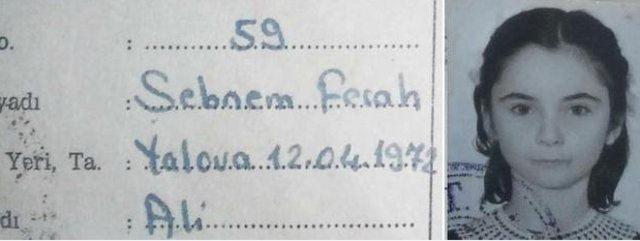 o. : 59
yadı : Sebnem Ferah
Yeri, Ta. : Yalova 12.04.1972
dı : Ali